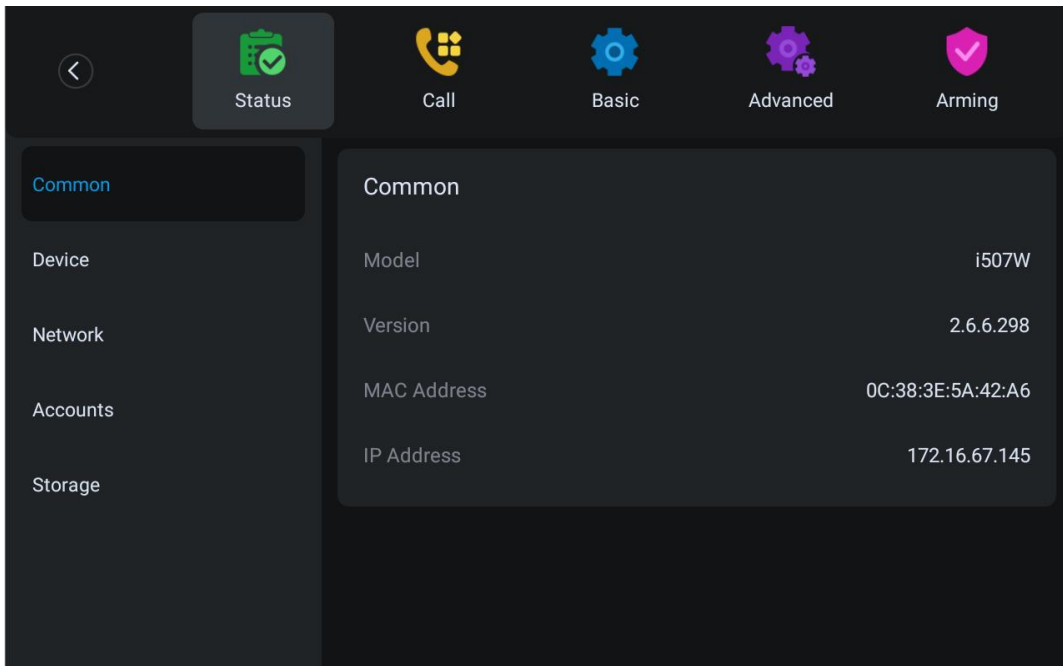 Status
Call
Basic
Advanced
Arming
Common
Device
Network
Accounts
Storage
Common
Model i507W
Version 2.6.6.298
MAC Address 0C:38:3E:5A:42:A6
IP Address 172.16.67.145